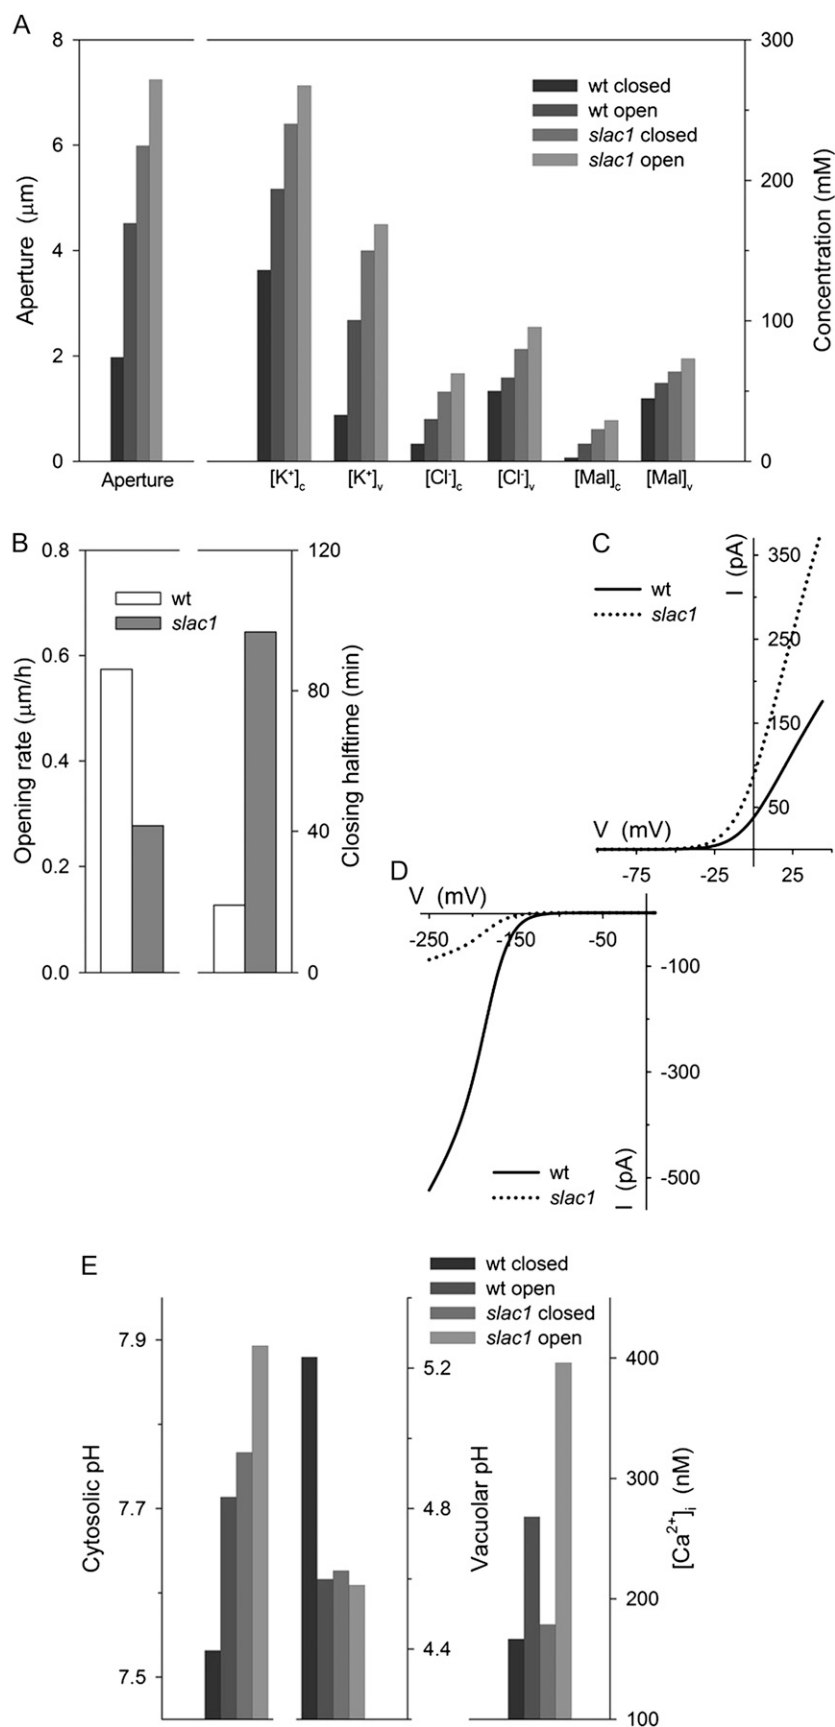 A
8
6
4
2
0
Aperture (μm)
300
200
100
0
Concentration (mM)
wt closed
wt open
slac1 closed
slac1 open
Aperture
[K⁺]c
[K⁺]v
[Cl⁻]c
[Cl⁻]v
[Mal]c
[Mal]v
B
0.8
0.6
0.4
0.2
0.0
Opening rate (μm/h)
wt
slac1
120
80
40
0
Closing halftime (min)
C
wt
slac1
I (pA)
350
250
150
50
V (mV)
-75
-25
25
D
V (mV)
-250
-150
-50
-100
-300
-500
I (pA)
wt
slac1
E
wt closed
wt open
slac1 closed
slac1 open
7.9
7.7
7.5
Cytosolic pH
5.2
4.8
4.4
Vacuolar pH
400
300
200
100
[Ca²⁺]i (nM)